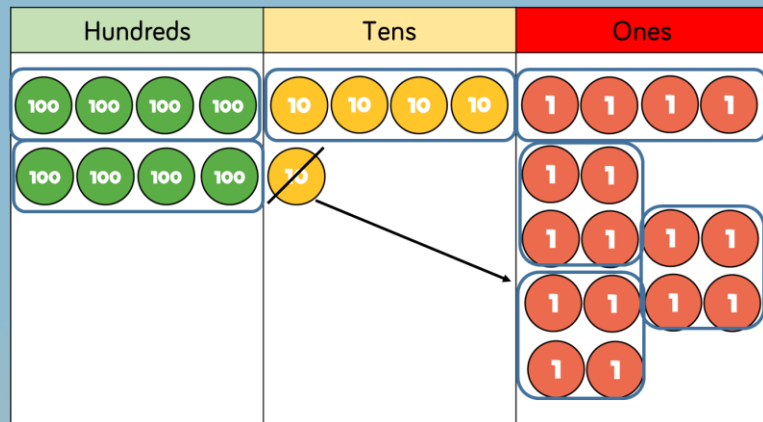 Hundreds Tens Ones
100 100 100 100 10 10 10 10 1 1 1 1
100 100 100 100 10 1 1
1 1 1 1
1 1 1 1
1 1